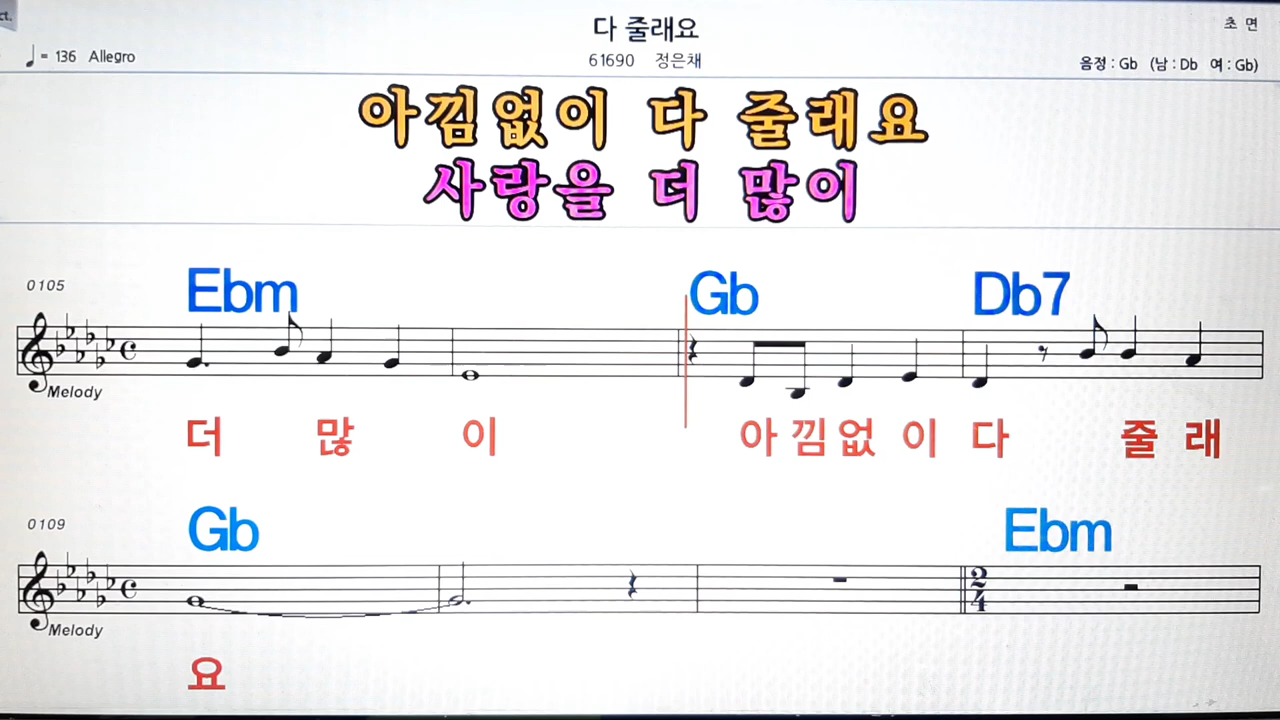 ct.
다 줄래요
초 면
= 136 Allegro
61690 정은채
음정 : Gb (남 : Db 여 : Gb)
아낌없이 다 줄래요
사랑을 더 많이
0105
Ebm Gb Db7
Melody
더 많 이 아 낌 없 이 다 줄 래
0109
Gb Ebm
2
4
Melody
요